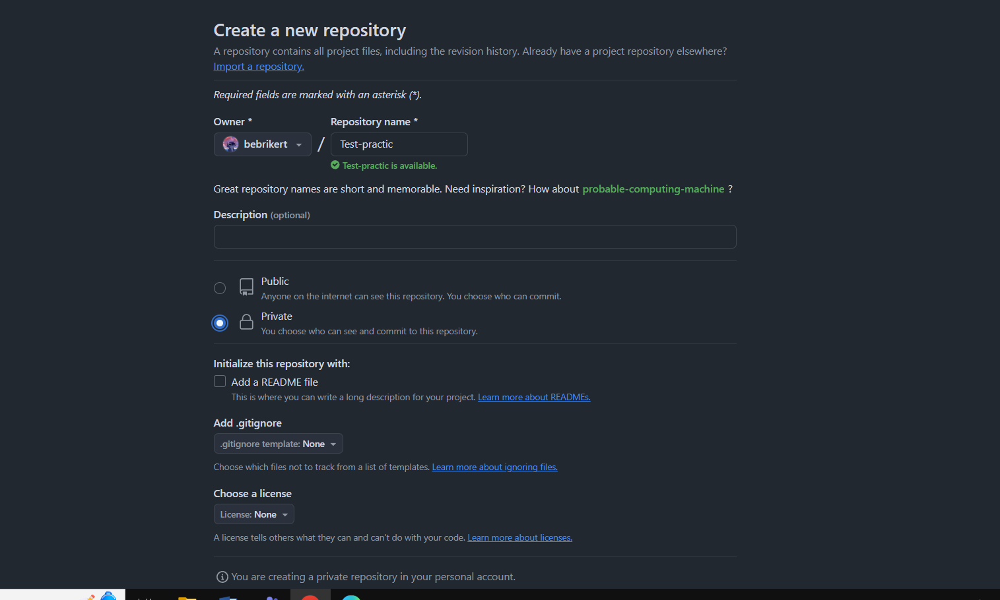 Create a new repository
A repository contains all project files, including the revision history. Already have a project repository elsewhere?
Import a repository.
Required fields are marked with an asterisk (*).
Owner *
Repository name *
bebrikert
/
Test-practic
Test-practic is available.
Great repository names are short and memorable. Need inspiration? How about probable-computing-machine ?
Description (optional)
Public
Anyone on the internet can see this repository. You choose who can commit.
Private
You choose who can see and commit to this repository.
Initialize this repository with:
Add a README file
This is where you can write a long description for your project. Learn more about READMEs.
Add .gitignore
.gitignore template: None
Choose which files not to track from a list of templates. Learn more about ignoring files.
Choose a license
License: None
A license tells others what they can and can't do with your code. Learn more about licenses.
You are creating a private repository in your personal account.